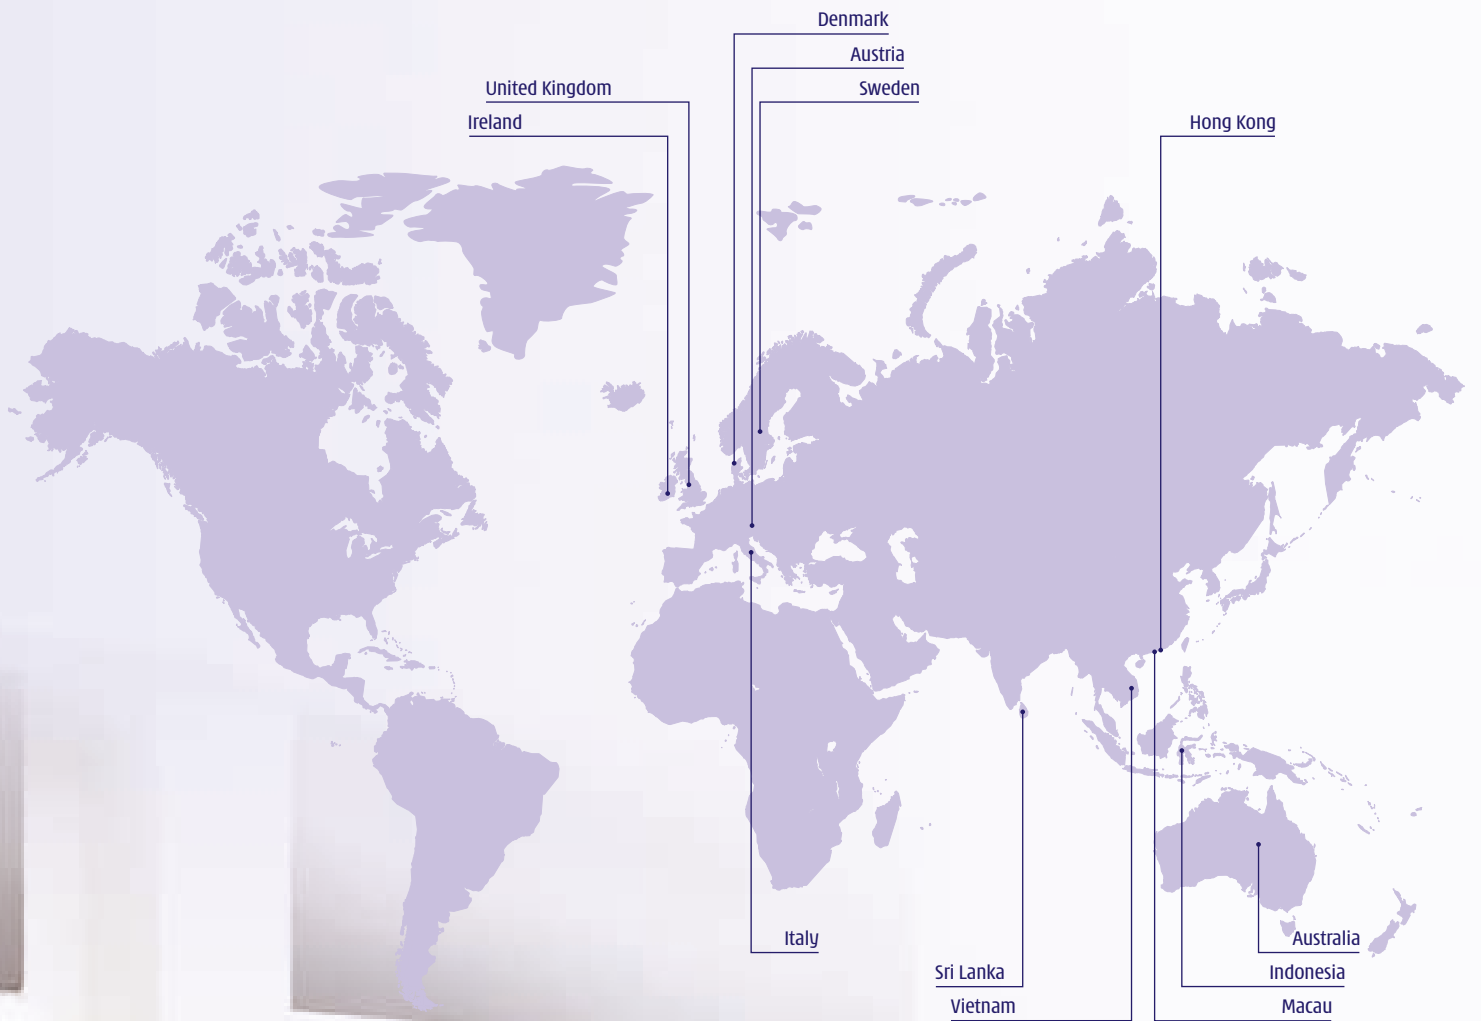 Denmark
Austria
United Kingdom
Sweden
Ireland
Hong Kong
Italy
Australia
Sri Lanka
Indonesia
Vietnam
Macau